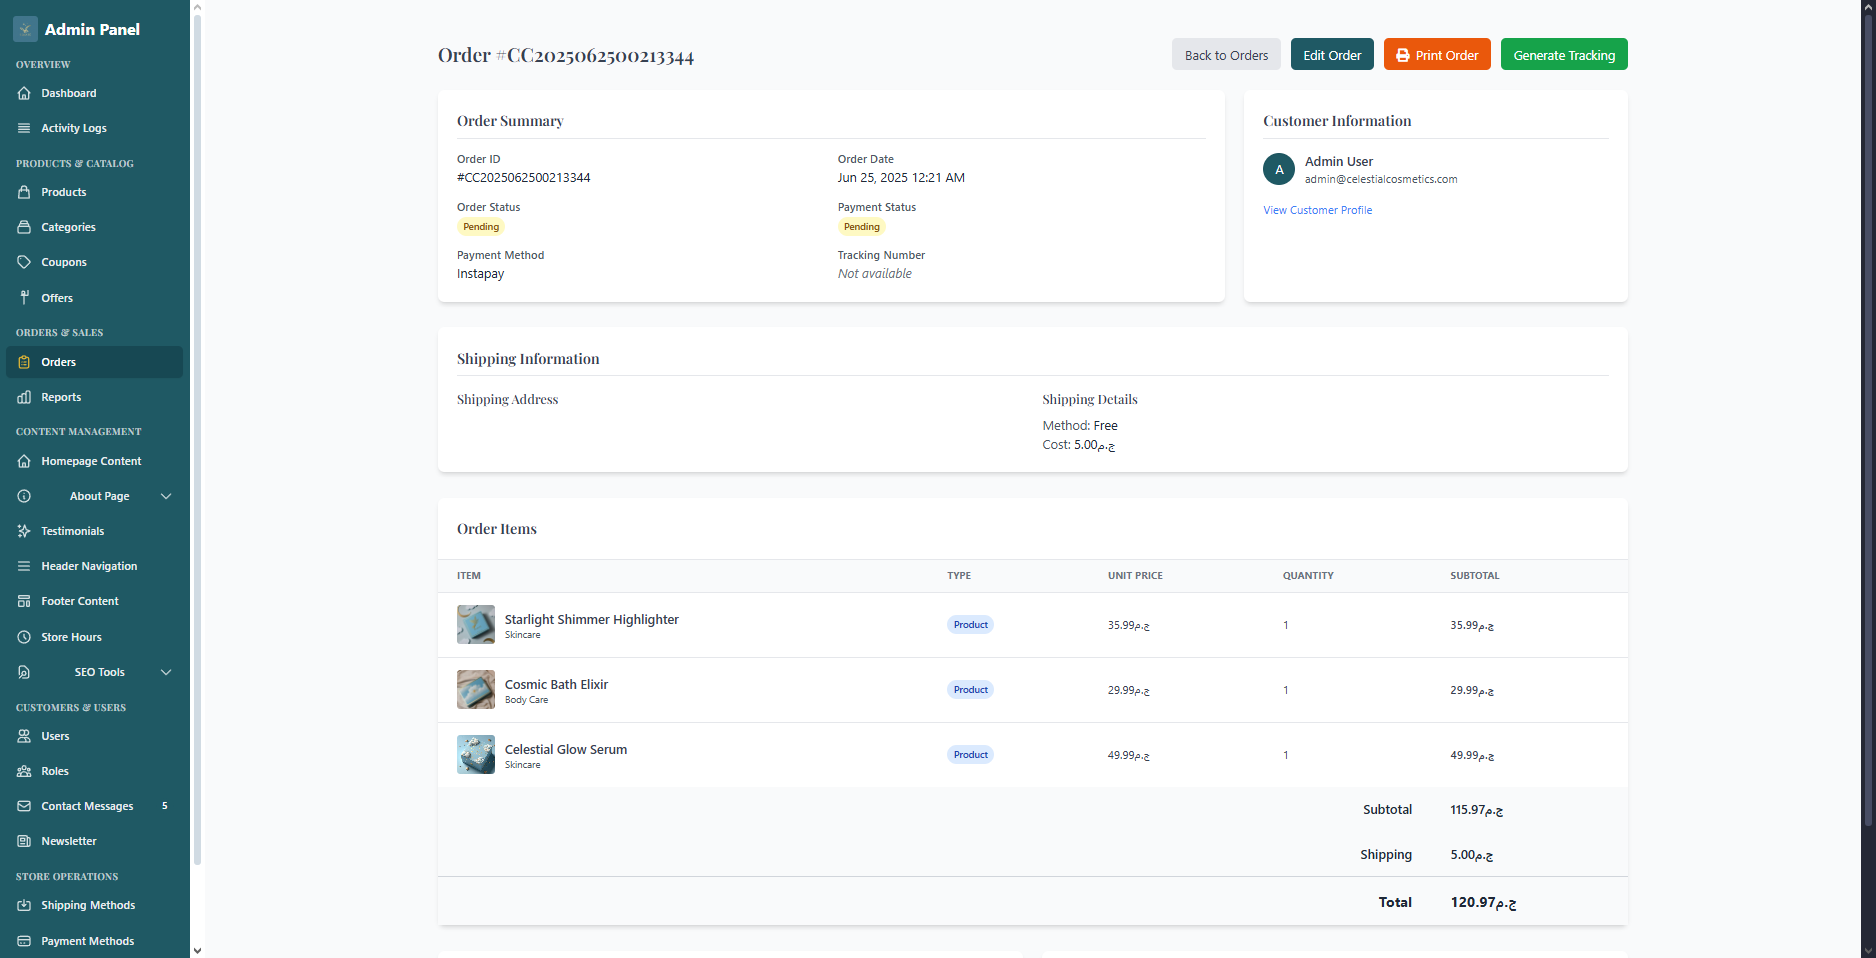 Admin Panel
OVERVIEW
Dashboard
Activity Logs
PRODUCTS & CATALOG
Products
Categories
Coupons
Offers
ORDERS & SALES
Orders
Reports
CONTENT MANAGEMENT
Homepage Content
About Page
Testimonials
Header Navigation
Footer Content
Store Hours
SEO Tools
CUSTOMERS & USERS
Users
Roles
Contact Messages 5
Newsletter
STORE OPERATIONS
Shipping Methods
Payment Methods
Order #CC2025062500213344
Back to Orders
Edit Order
Print Order
Generate Tracking
Order Summary
Order ID
#CC2025062500213344
Order Date
Jun 25, 2025 12:21 AM
Order Status
Pending
Payment Status
Pending
Payment Method
Instapay
Tracking Number
Not available
Customer Information
A
Admin User
admin@celestialcosmetics.com
View Customer Profile
Shipping Information
Shipping Address
Shipping Details
Method: Free
Cost: 5.00ج.م
Order Items
ITEM TYPE UNIT PRICE QUANTITY SUBTOTAL
Starlight Shimmer Highlighter
Skincare
Product 35.99ج.م 1 35.99ج.م
Cosmic Bath Elixir
Body Care
Product 29.99ج.م 1 29.99ج.م
Celestial Glow Serum
Skincare
Product 49.99ج.م 1 49.99ج.م
Subtotal 115.97ج.م
Shipping 5.00ج.م
Total 120.97ج.م